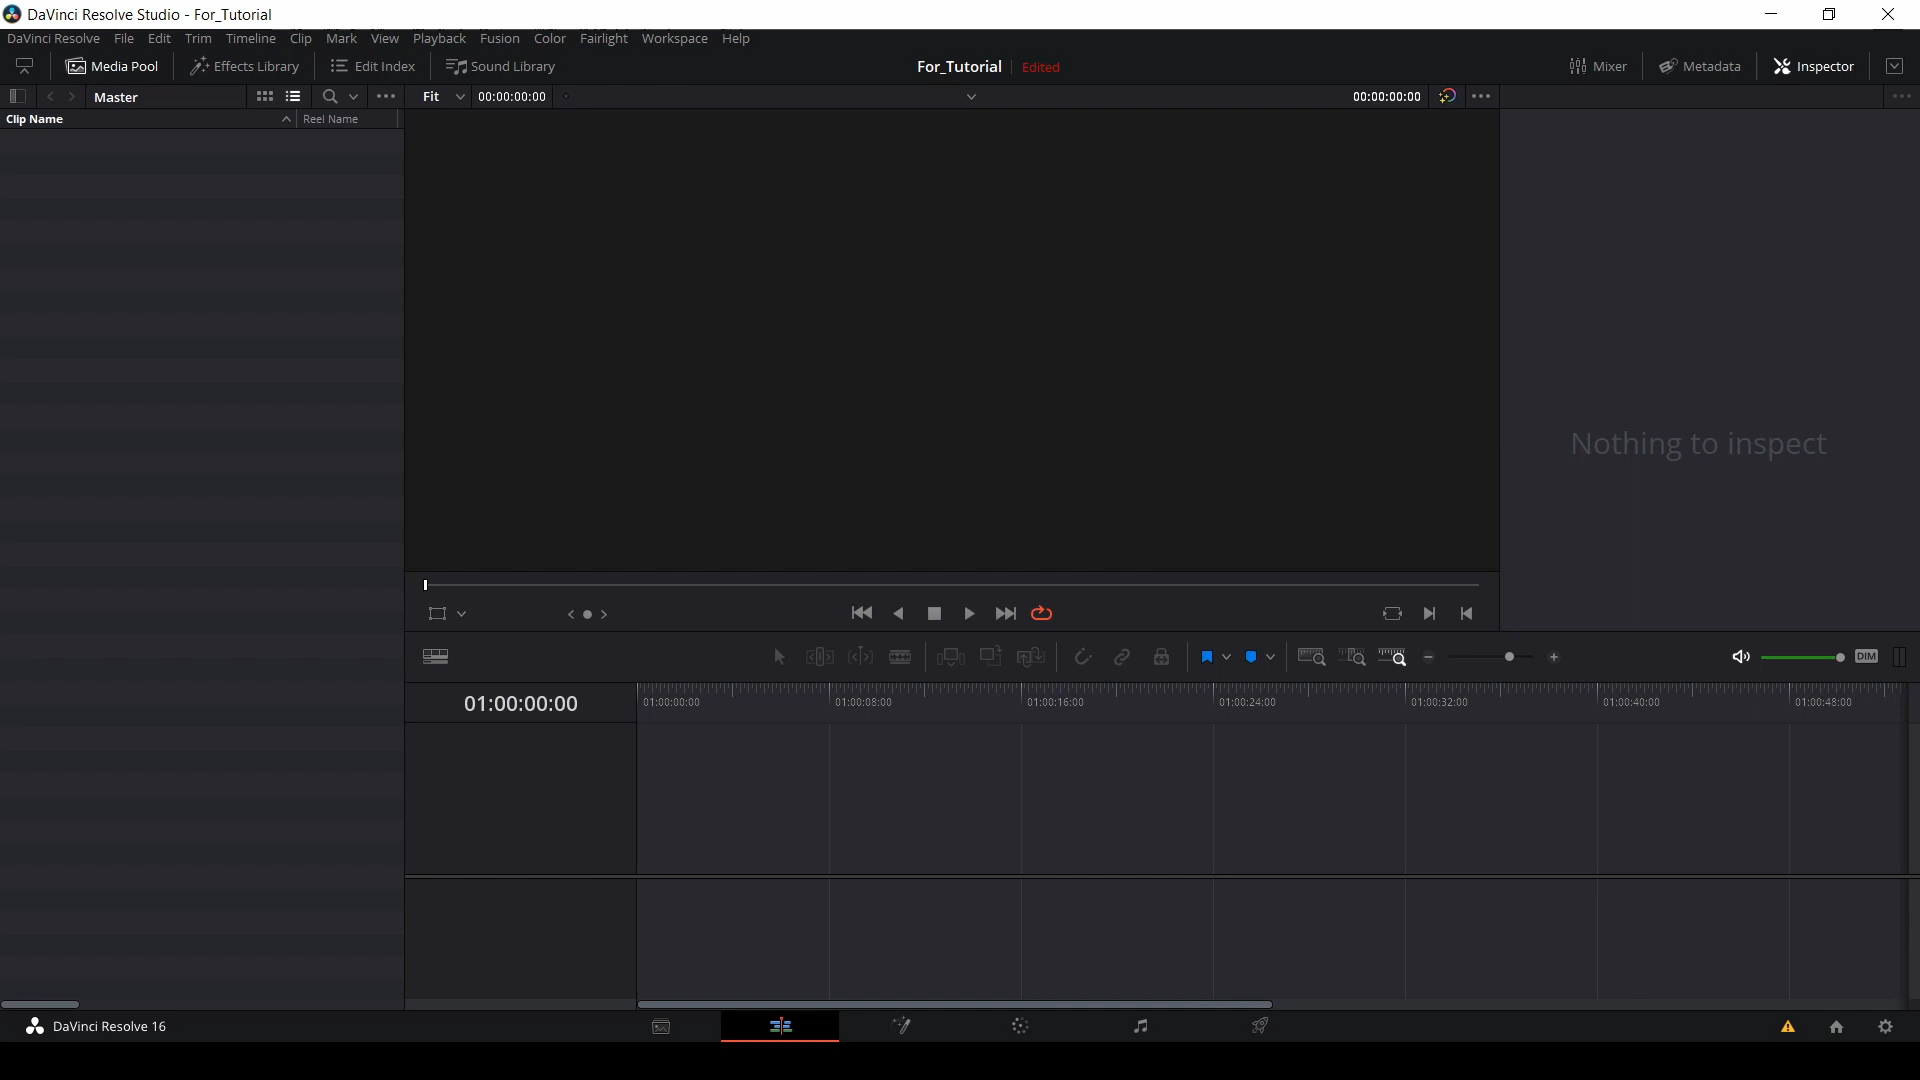 DaVinci Resolve Studio - For_Tutorial
DaVinci Resolve File Edit Trim Timeline Clip Mark View Playback Fusion Color Fairlight Workspace Help
Media Pool Effects Library Edit Index Sound Library For_Tutorial Edited Mixer Metadata Inspector
Master Fit 00:00:00:00 00:00:00:00
Clip Name Reel Name
Nothing to inspect
DIM
01:00:00:00 01:00:00:00 01:00:08:00 01:00:16:00 01:00:24:00 01:00:32:00 01:00:40:00 01:00:48:00
DaVinci Resolve 16